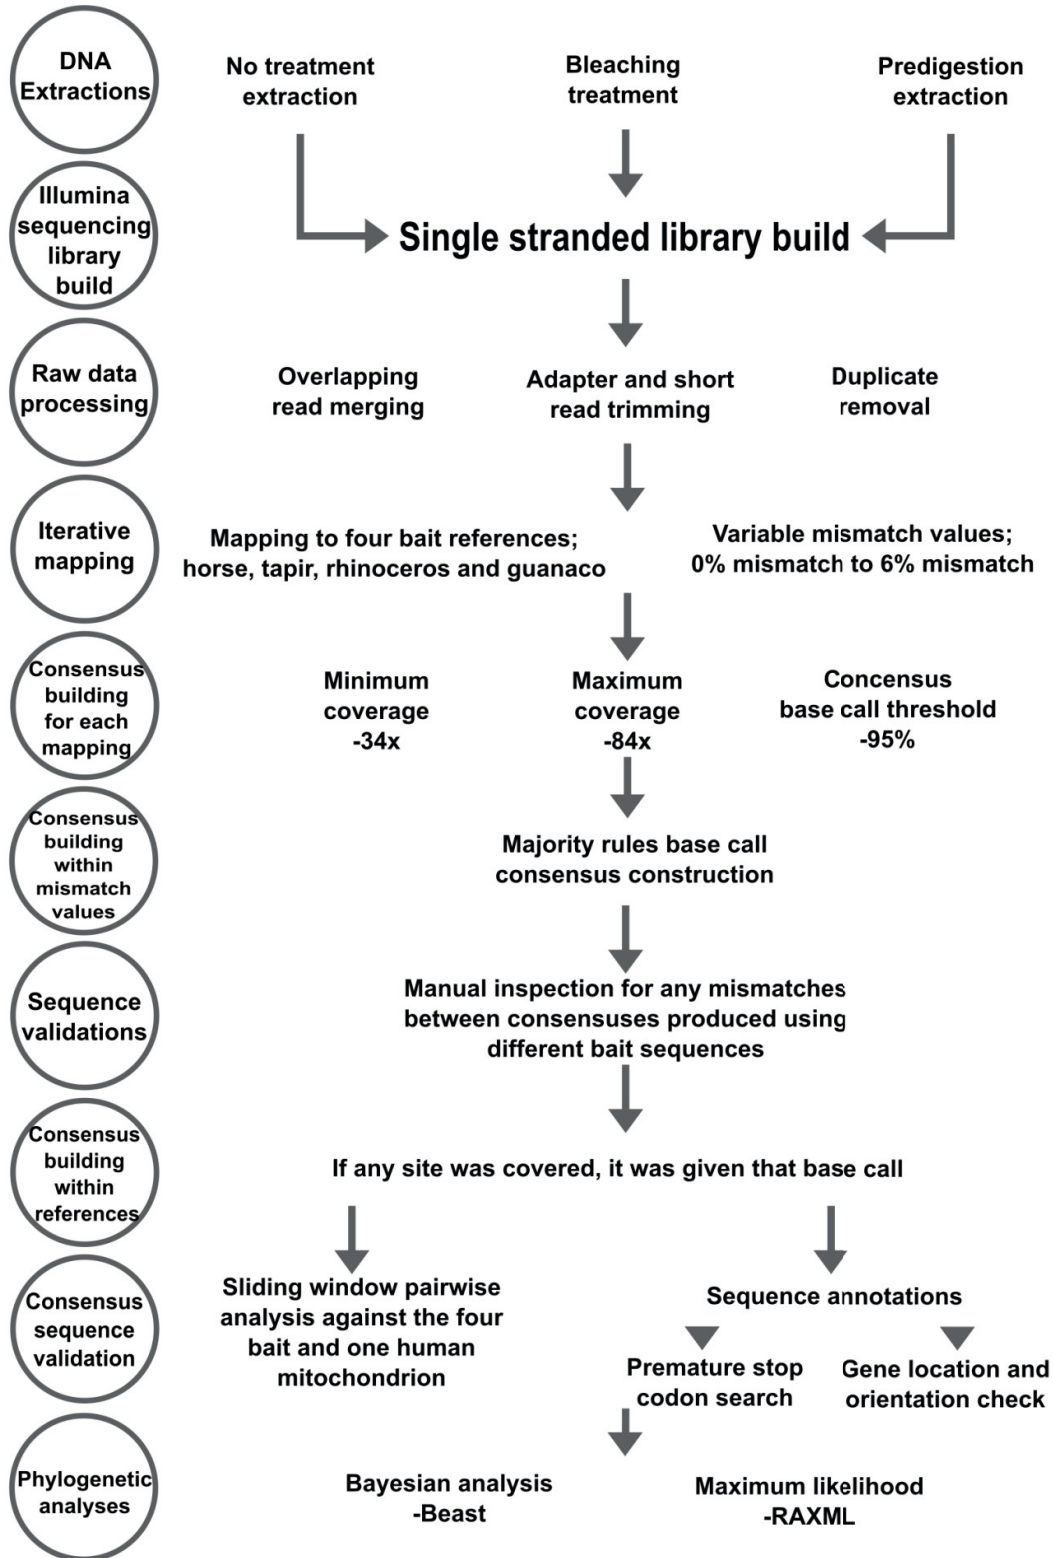 DNA
Extractions
No treatment
extraction
Bleaching
treatment
Predigestion
extraction
Illumina
sequencing
library
build
Single stranded library build
Raw data
processing
Overlapping
read merging
Adapter and short
read trimming
Duplicate
removal
Iterative
mapping
Mapping to four bait references;
horse, tapir, rhinoceros and guanaco
Variable mismatch values;
0% mismatch to 6% mismatch
Consensus
building
for each
mapping
Minimum
coverage
-34x
Maximum
coverage
-84x
Concensus
base call threshold
-95%
Consensus
building
within
mismatch
values
Majority rules base call
consensus construction
Sequence
validations
Manual inspection for any mismatches
between consensuses produced using
different bait sequences
Consensus
building
within
references
If any site was covered, it was given that base call
Consensus
sequence
validation
Sliding window pairwise
analysis against the four
bait and one human
mitochondrion
Sequence annotations
Premature stop
codon search
Gene location and
orientation check
Phylogenetic
analyses
Bayesian analysis
-Beast
Maximum likelihood
-RAXML